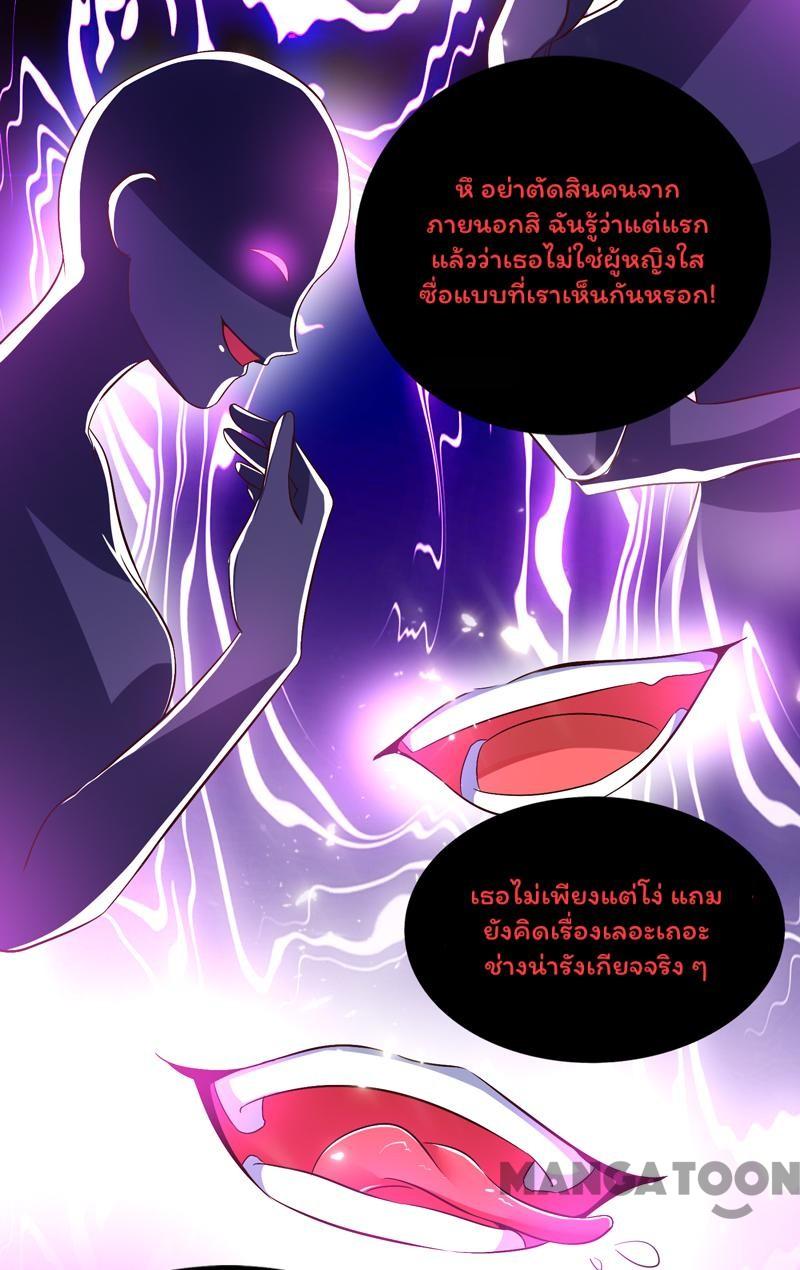 หึ อย่าตัดสินคนจาก
ภายนอกสิ ฉันรู้ว่าแต่แรก
แล้วว่าเธอไม่ใช่ผู้หญิงใส
ซื่อแบบที่เราเห็นกันหรอก!
เธอไม่เพียงแต่โง่ แถม
ยังคิดเรื่องเลอะเถอะ
ช่างน่ารังเกียจจริง ๆ
MANGATOON